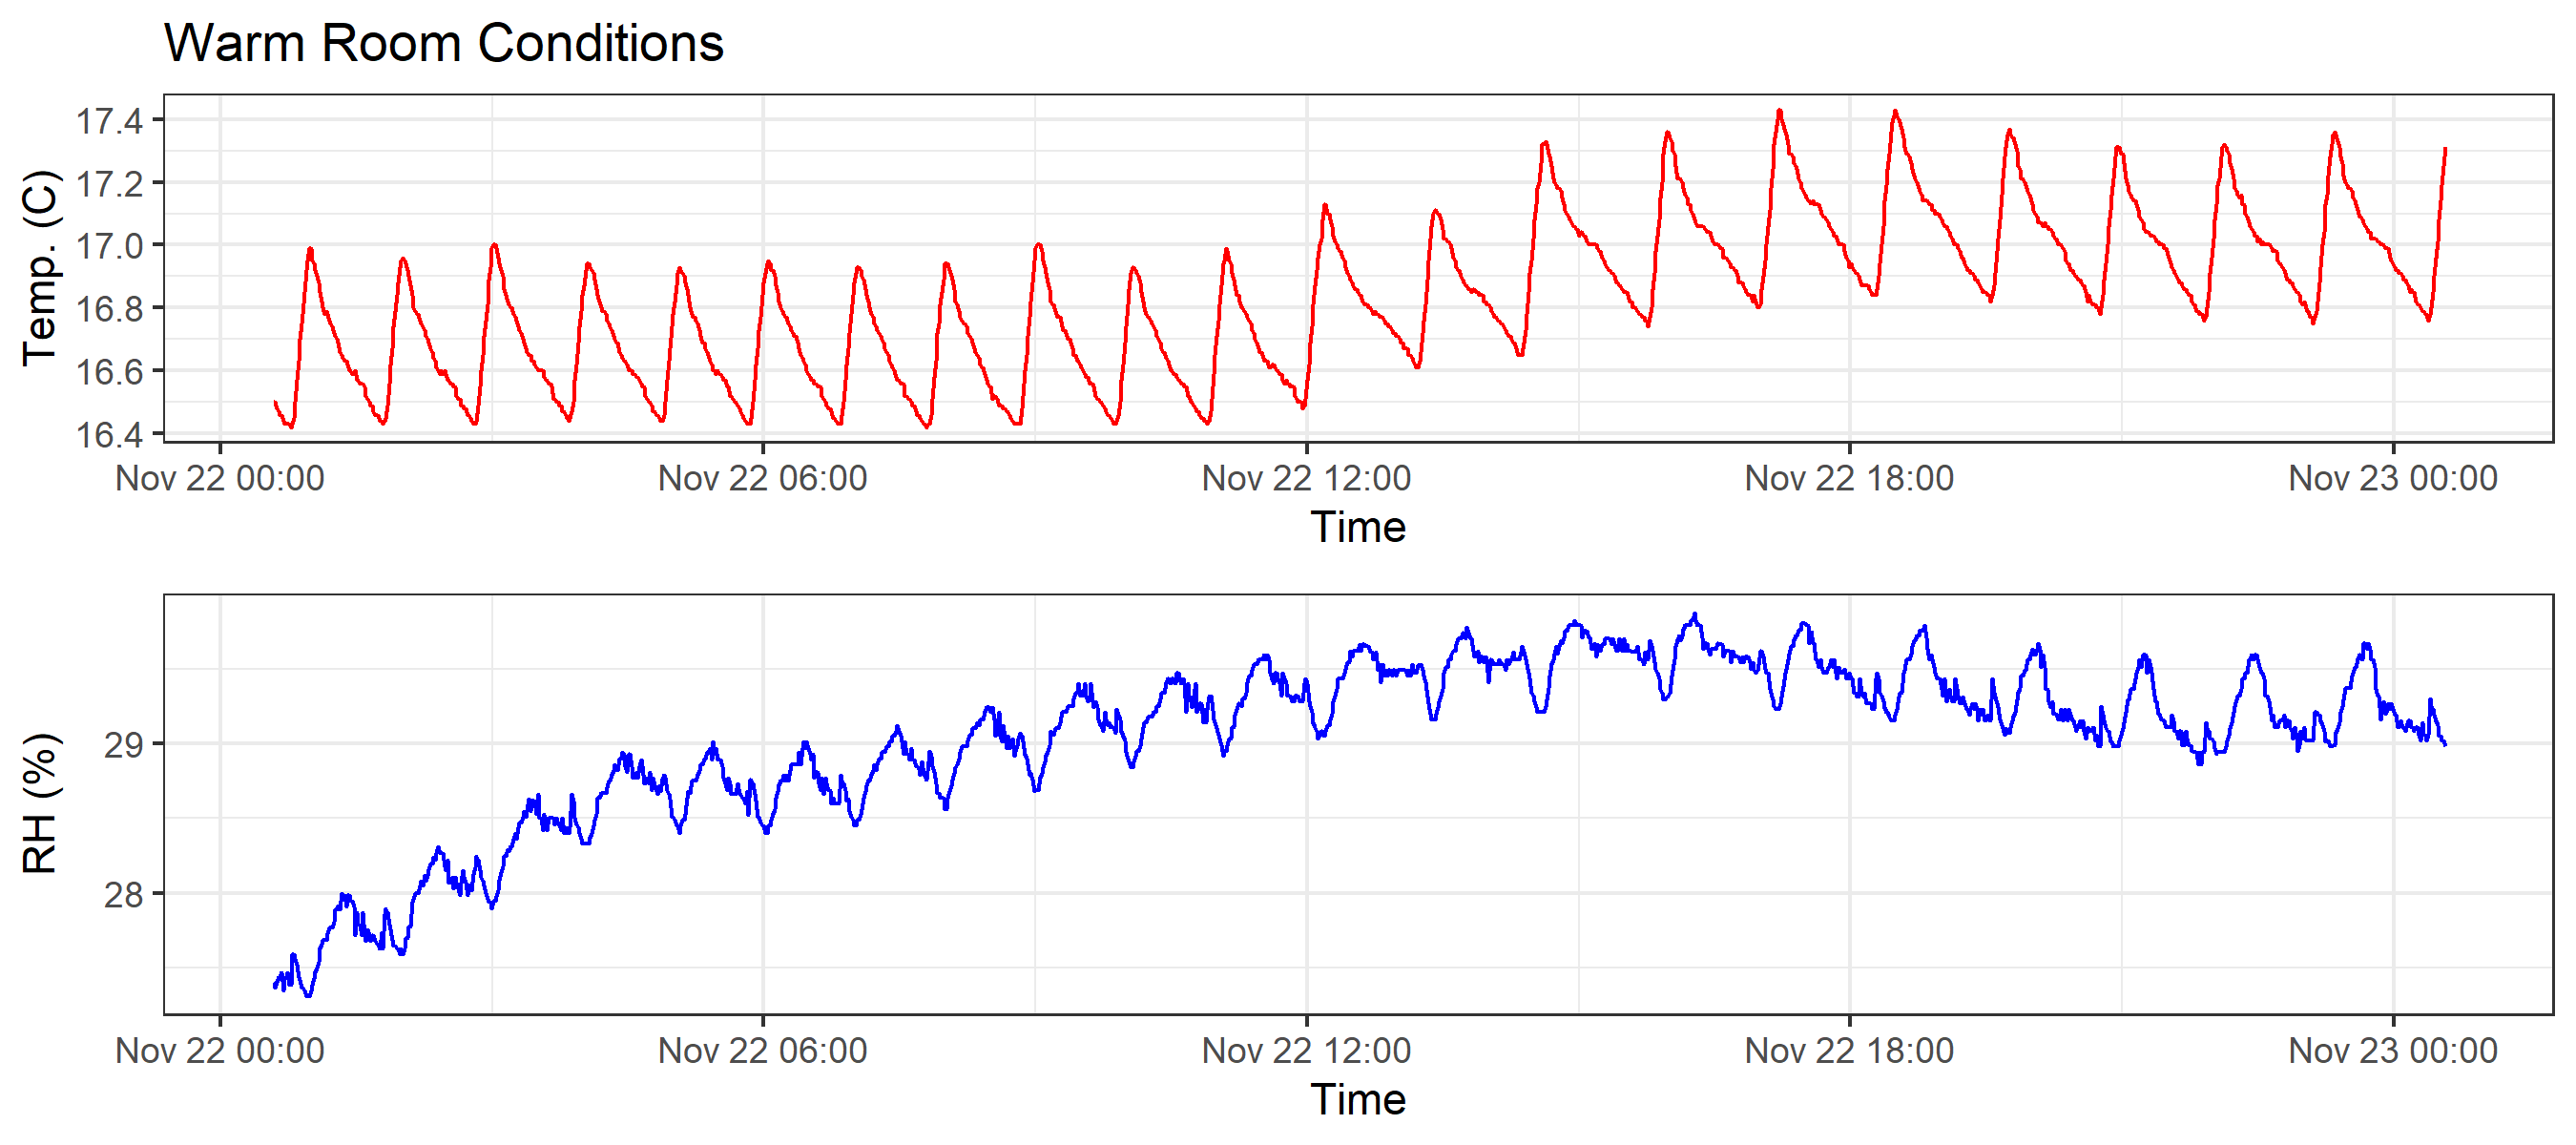 Warm Room Conditions
Temp. (C)
17.4
17.2
17.0
16.8
16.6
16.4
Nov 22 00:00 Nov 22 06:00 Nov 22 12:00 Nov 22 18:00 Nov 23 00:00
Time
RH (%)
29
28
Nov 22 00:00 Nov 22 06:00 Nov 22 12:00 Nov 22 18:00 Nov 23 00:00
Time